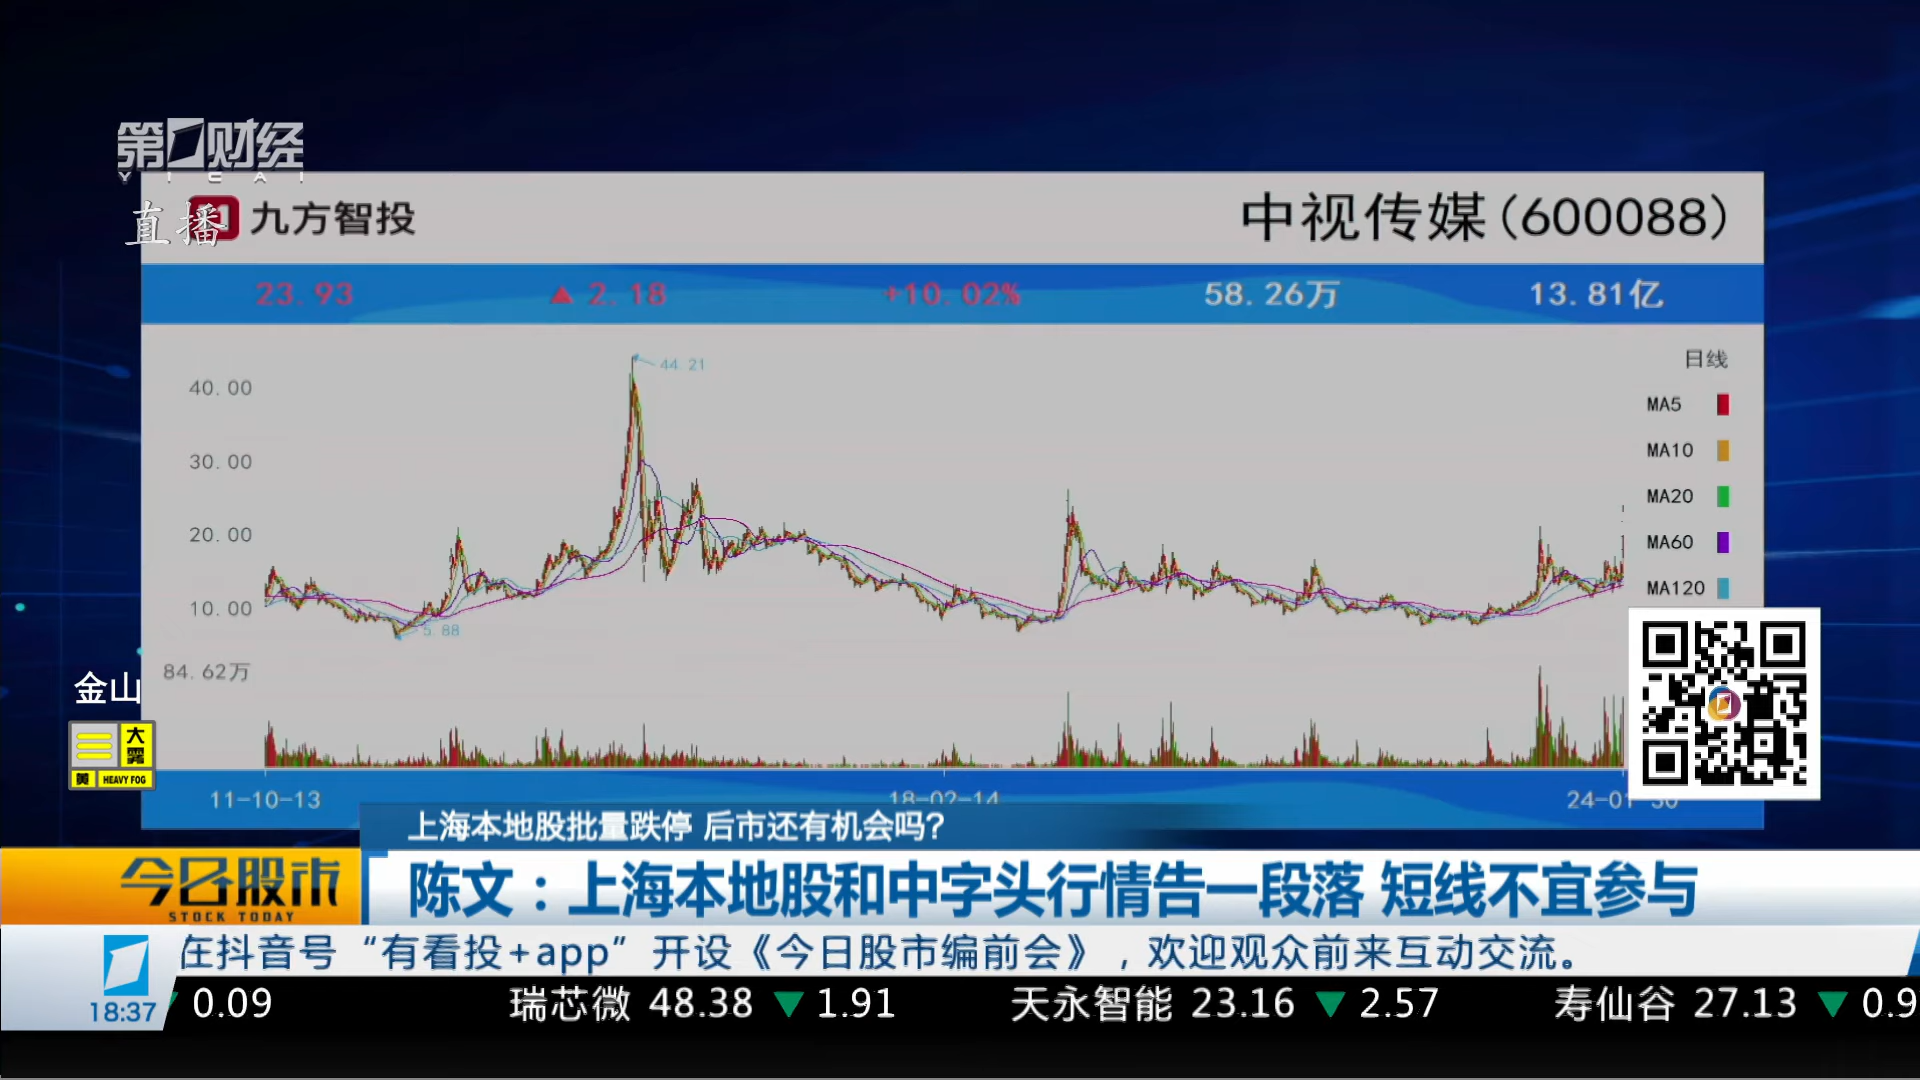 第一财经
YICAI
直播
九方智投
中视传媒(600088)
23.93 ▲ 2.18 +10.02% 58.26万 13.81亿
日线
MA5
MA10
MA20
MA60
MA120
44.21
40.00
30.00
20.00
10.00
5.88
84.62万
11-10-13 18-02-14 24-01-30
金山
大雾
黄 HEAVY FOG
上海本地股批量跌停 后市还有机会吗?
今日股市
STOCK TODAY
陈文：上海本地股和中字头行情告一段落 短线不宜参与
在抖音号“有看投+app”开设《今日股市编前会》，欢迎观众前来互动交流。
18:37
0.09 瑞芯微 48.38 ▼ 1.91 天永智能 23.16 ▼ 2.57 寿仙谷 27.13 ▼ 0.9